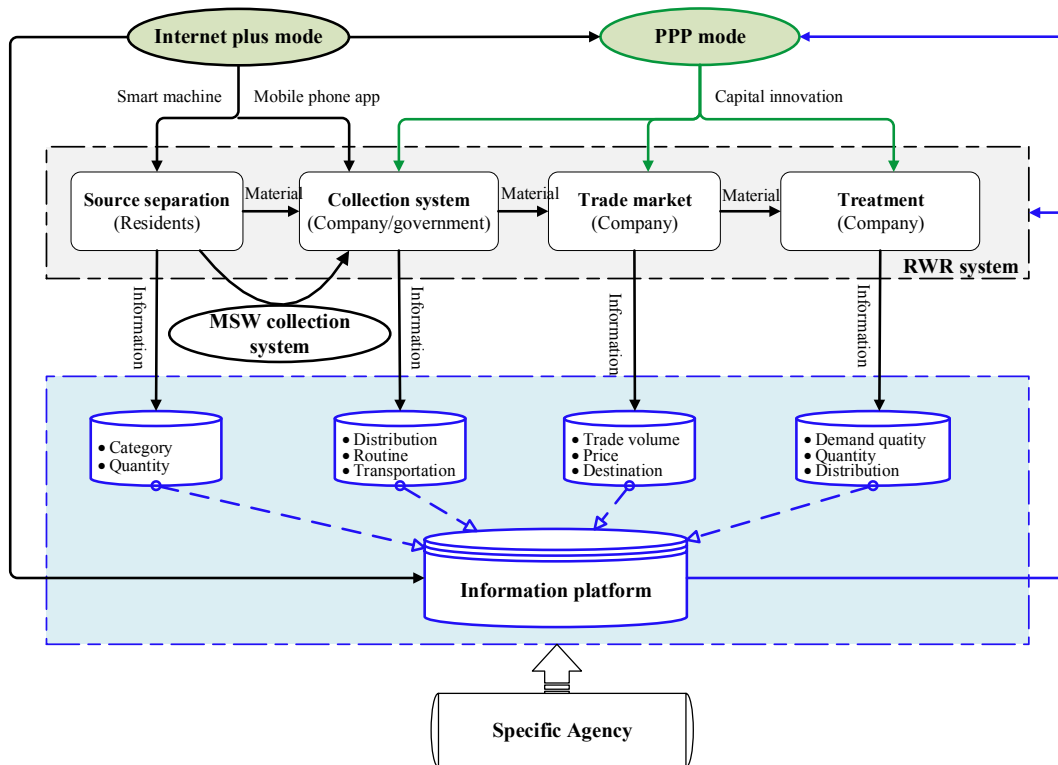 Internet plus mode
PPP mode
Smart machine
Mobile phone app
Capital innovation
Source separation
(Residents)
Material
Collection system
(Company/government)
Material
Trade market
(Company)
Material
Treatment
(Company)
RWR system
MSW collection
system
Information
Information
Information
Information
• Category
• Quantity
• Distribution
• Routine
• Transportation
• Trade volume
• Price
• Destination
• Demand quatity
• Quantity
• Distribution
Information platform
Specific Agency